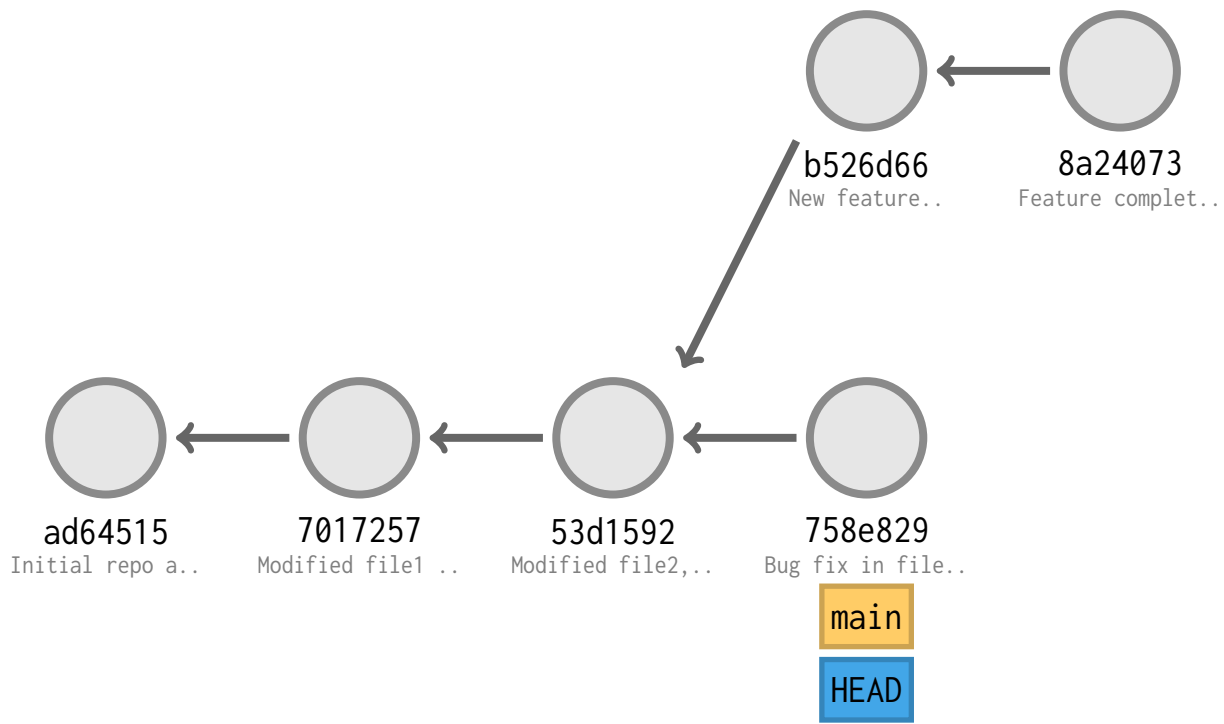 b526d66
New feature..
8a24073
Feature complet..
ad64515
Initial repo a..
7017257
Modified file1 ..
53d1592
Modified file2,..
758e829
Bug fix in file..
main
HEAD